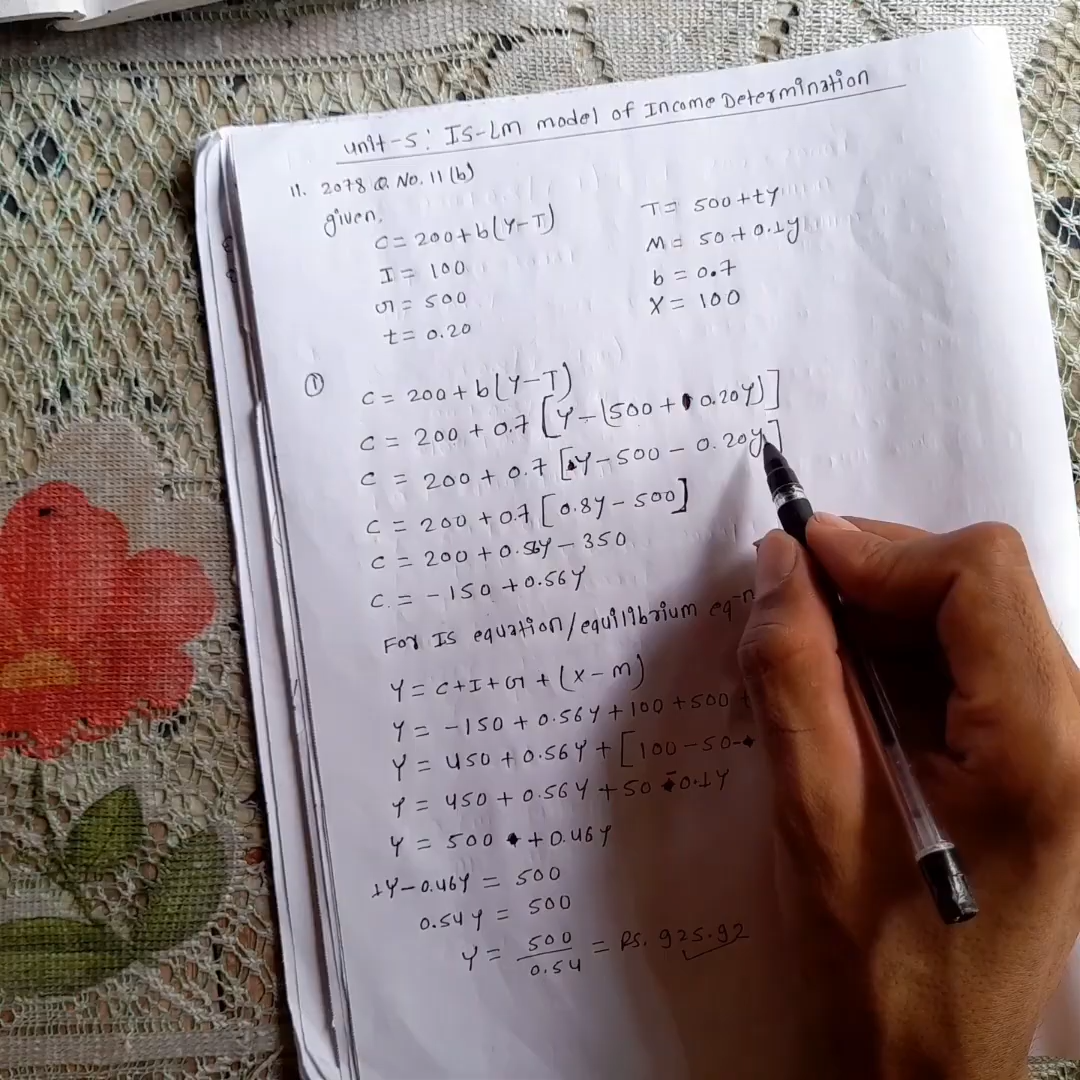 Unit-5: IS-LM model of Income Determination
11. 2078 Q. No. 11 (b)
given,
C = 200+b(Y-T)
I = 100
G = 500
t = 0.20
T = 500+ty
M = 50+0.1y
b = 0.7
X = 100
①
C = 200+b(Y-T)
C = 200 + 0.7 [Y-(500+0.20Y)]
C = 200 + 0.7 [Y-500-0.20Y]
C = 200 + 0.7 [0.8Y-500]
C = 200 + 0.56Y - 350
C = -150 + 0.56Y
For IS equation/equilibrium eq-n
Y = C+I+G+(X-M)
Y = -150 + 0.56Y + 100 + 500 +
Y = 450 + 0.56Y + [100-50-
Y = 450 + 0.56Y + 50 - 0.1Y
Y = 500 + 0.46Y
1Y-0.46Y = 500
0.54Y = 500
Y = 500/0.54 = Rs. 925.92